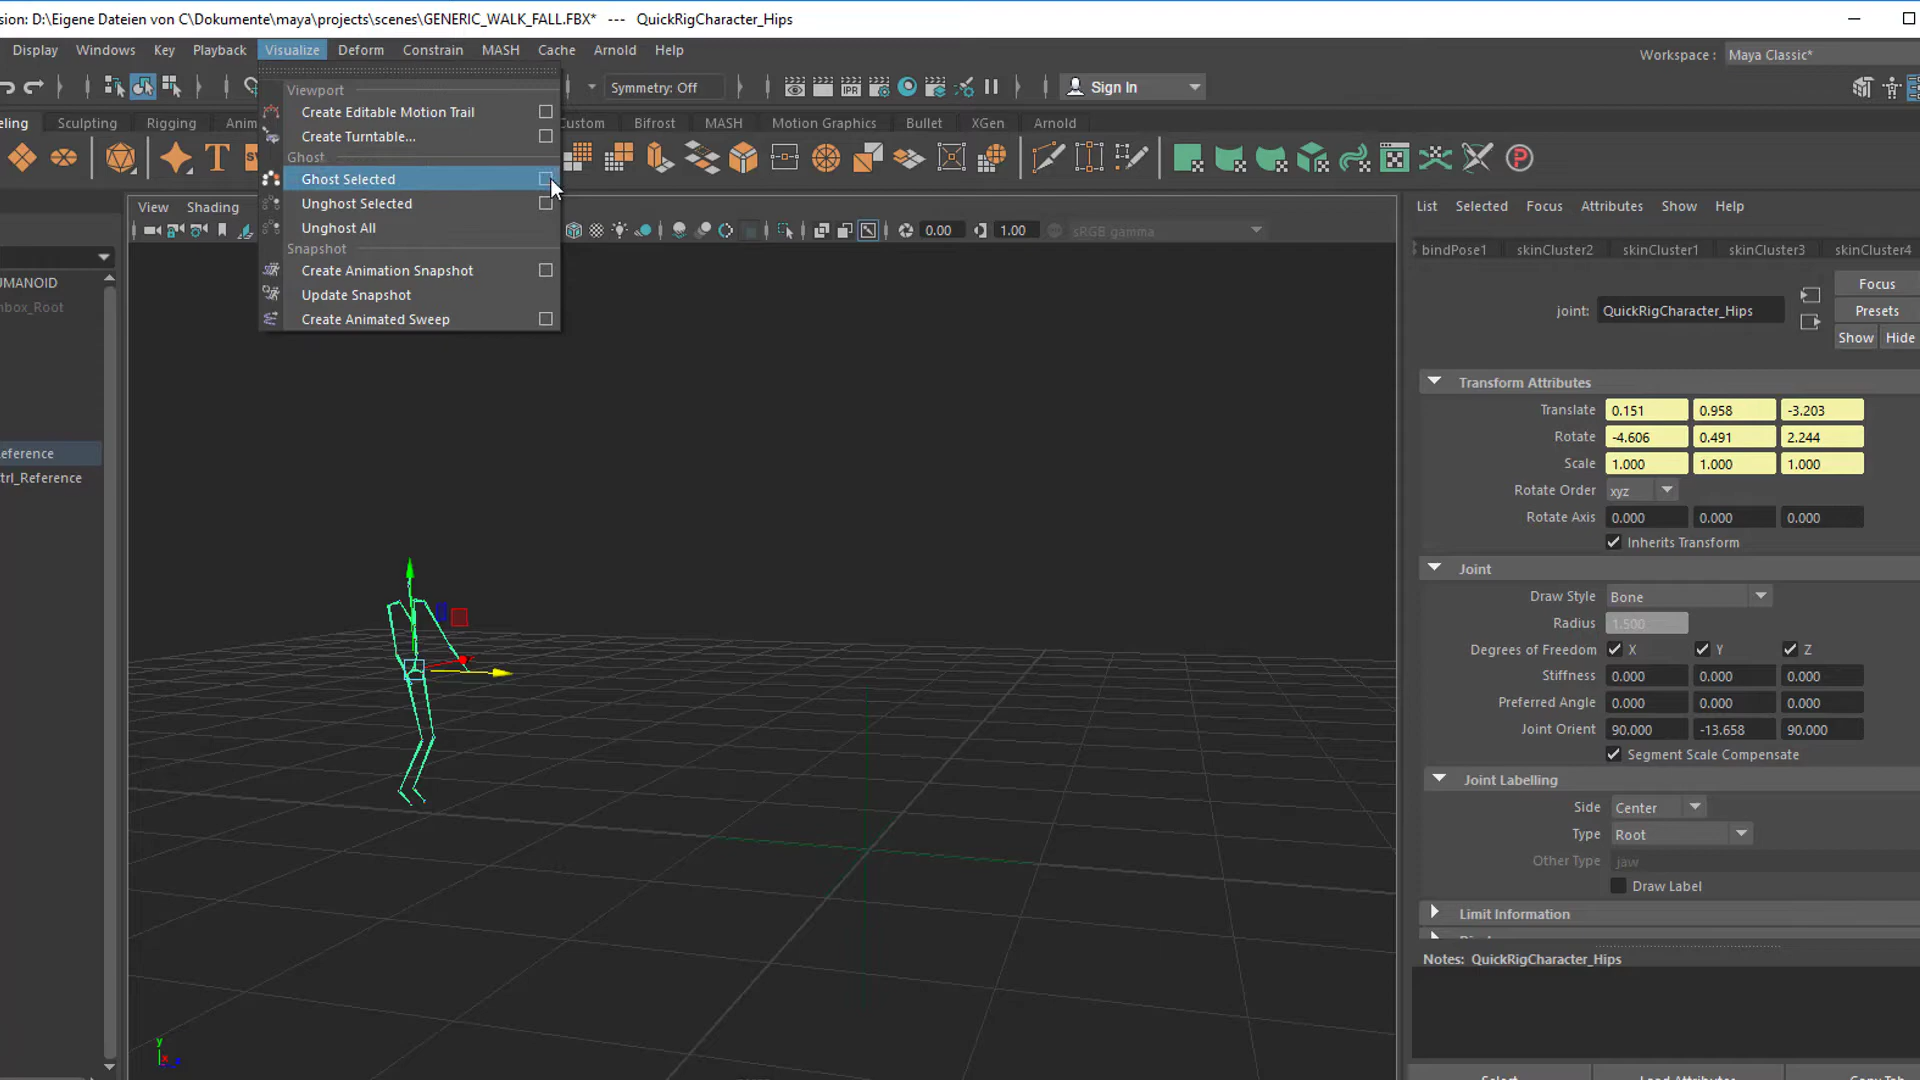 sion: D:\Eigene Dateien von C\Dokumente\maya\projects\scenes\GENERIC_WALK_FALL.FBX* --- QuickRigCharacter_Hips
Display Windows Key Playback Visualize Deform Constrain MASH Cache Arnold Help
Workspace : Maya Classic*
Symmetry: Off
Sign In
eling Sculpting Rigging Anim ustom Bifrost MASH Motion Graphics Bullet XGen Arnold
Viewport
Create Editable Motion Trail
Create Turntable...
Ghost
Ghost Selected
Unghost Selected
Unghost All
Snapshot
Create Animation Snapshot
Update Snapshot
Create Animated Sweep
View Shading
0.00 1.00 sRGB gamma
UMANOID
nbox_Root
eference
trl_Reference
List Selected Focus Attributes Show Help
bindPose1 skinCluster2 skinCluster1 skinCluster3 skinCluster4
joint: QuickRigCharacter_Hips
Focus
Presets
Show Hide
Transform Attributes
Translate 0.151 0.958 -3.203
Rotate -4.606 0.491 2.244
Scale 1.000 1.000 1.000
Rotate Order xyz
Rotate Axis 0.000 0.000 0.000
Inherits Transform
Joint
Draw Style Bone
Radius 1.500
Degrees of Freedom X Y Z
Stiffness 0.000 0.000 0.000
Preferred Angle 0.000 0.000 0.000
Joint Orient 90.000 -13.658 90.000
Segment Scale Compensate
Joint Labelling
Side Center
Type Root
Other Type jaw
Draw Label
Limit Information
Notes: QuickRigCharacter_Hips
y